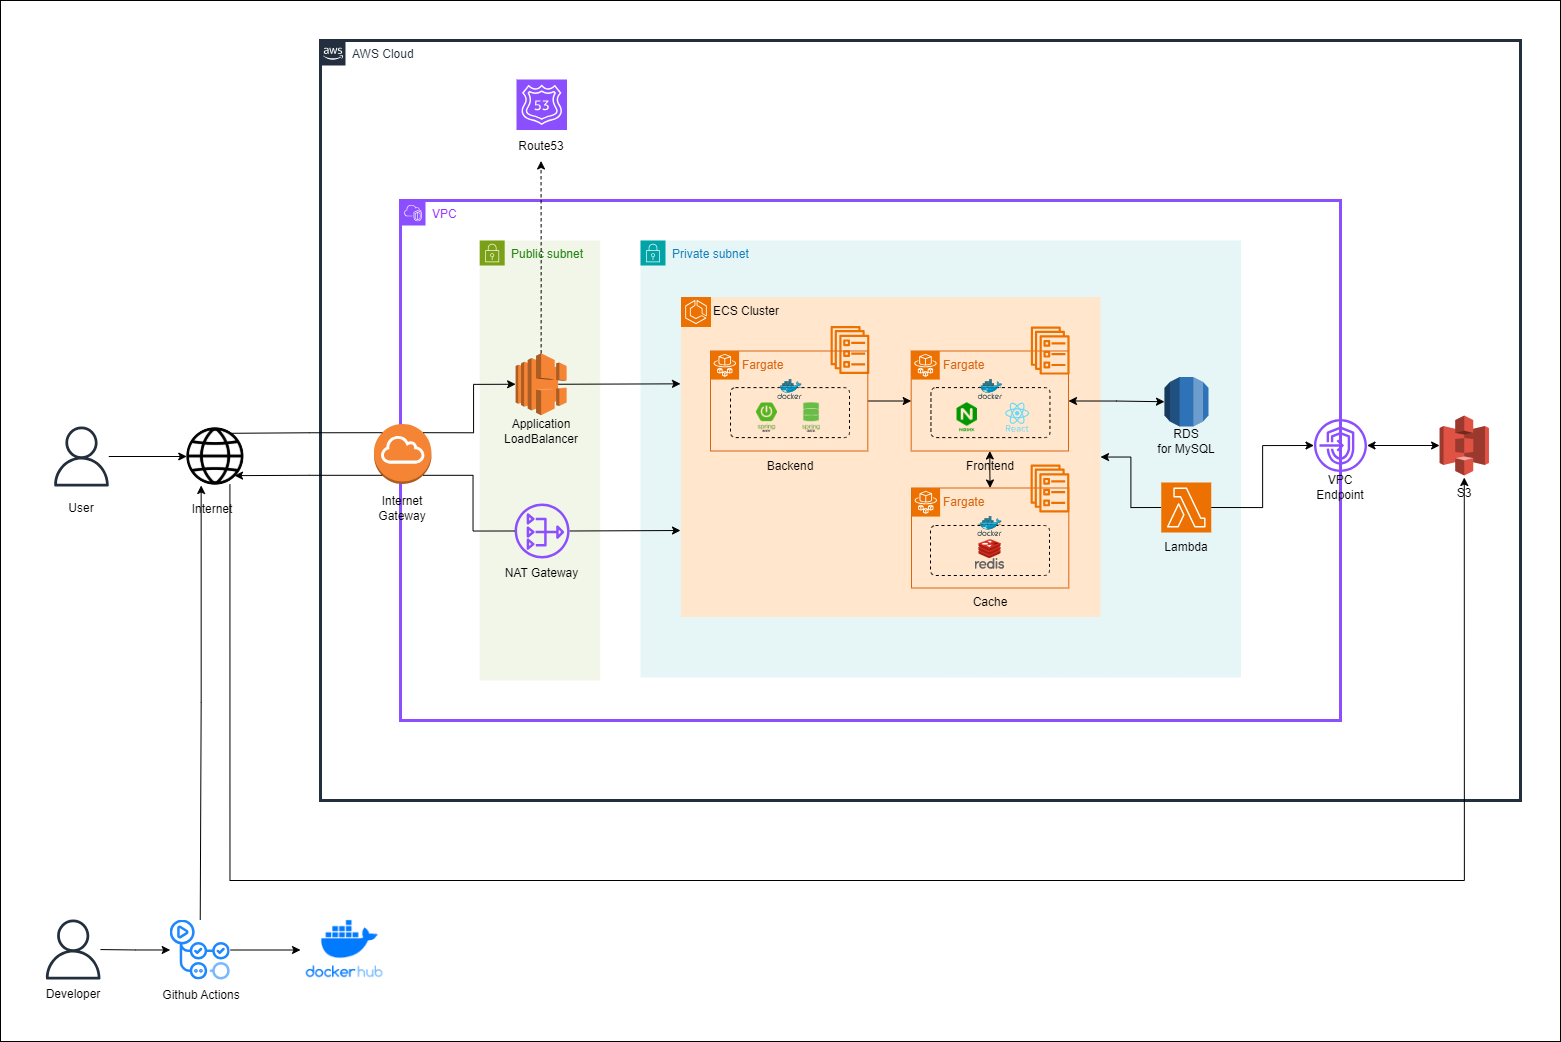 aws
AWS Cloud
53
Route53
VPC
Public subnet
Private subnet
ECS Cluster
Fargate
docker
spring
spring
Backend
Fargate
docker
N
NGINX
React
Frontend
Fargate
docker
redis
Cache
Application
LoadBalancer
Internet
Gateway
NAT Gateway
RDS
for MySQL
Lambda
VPC
Endpoint
S3
User
Internet
Developer
Github Actions
dockerhub